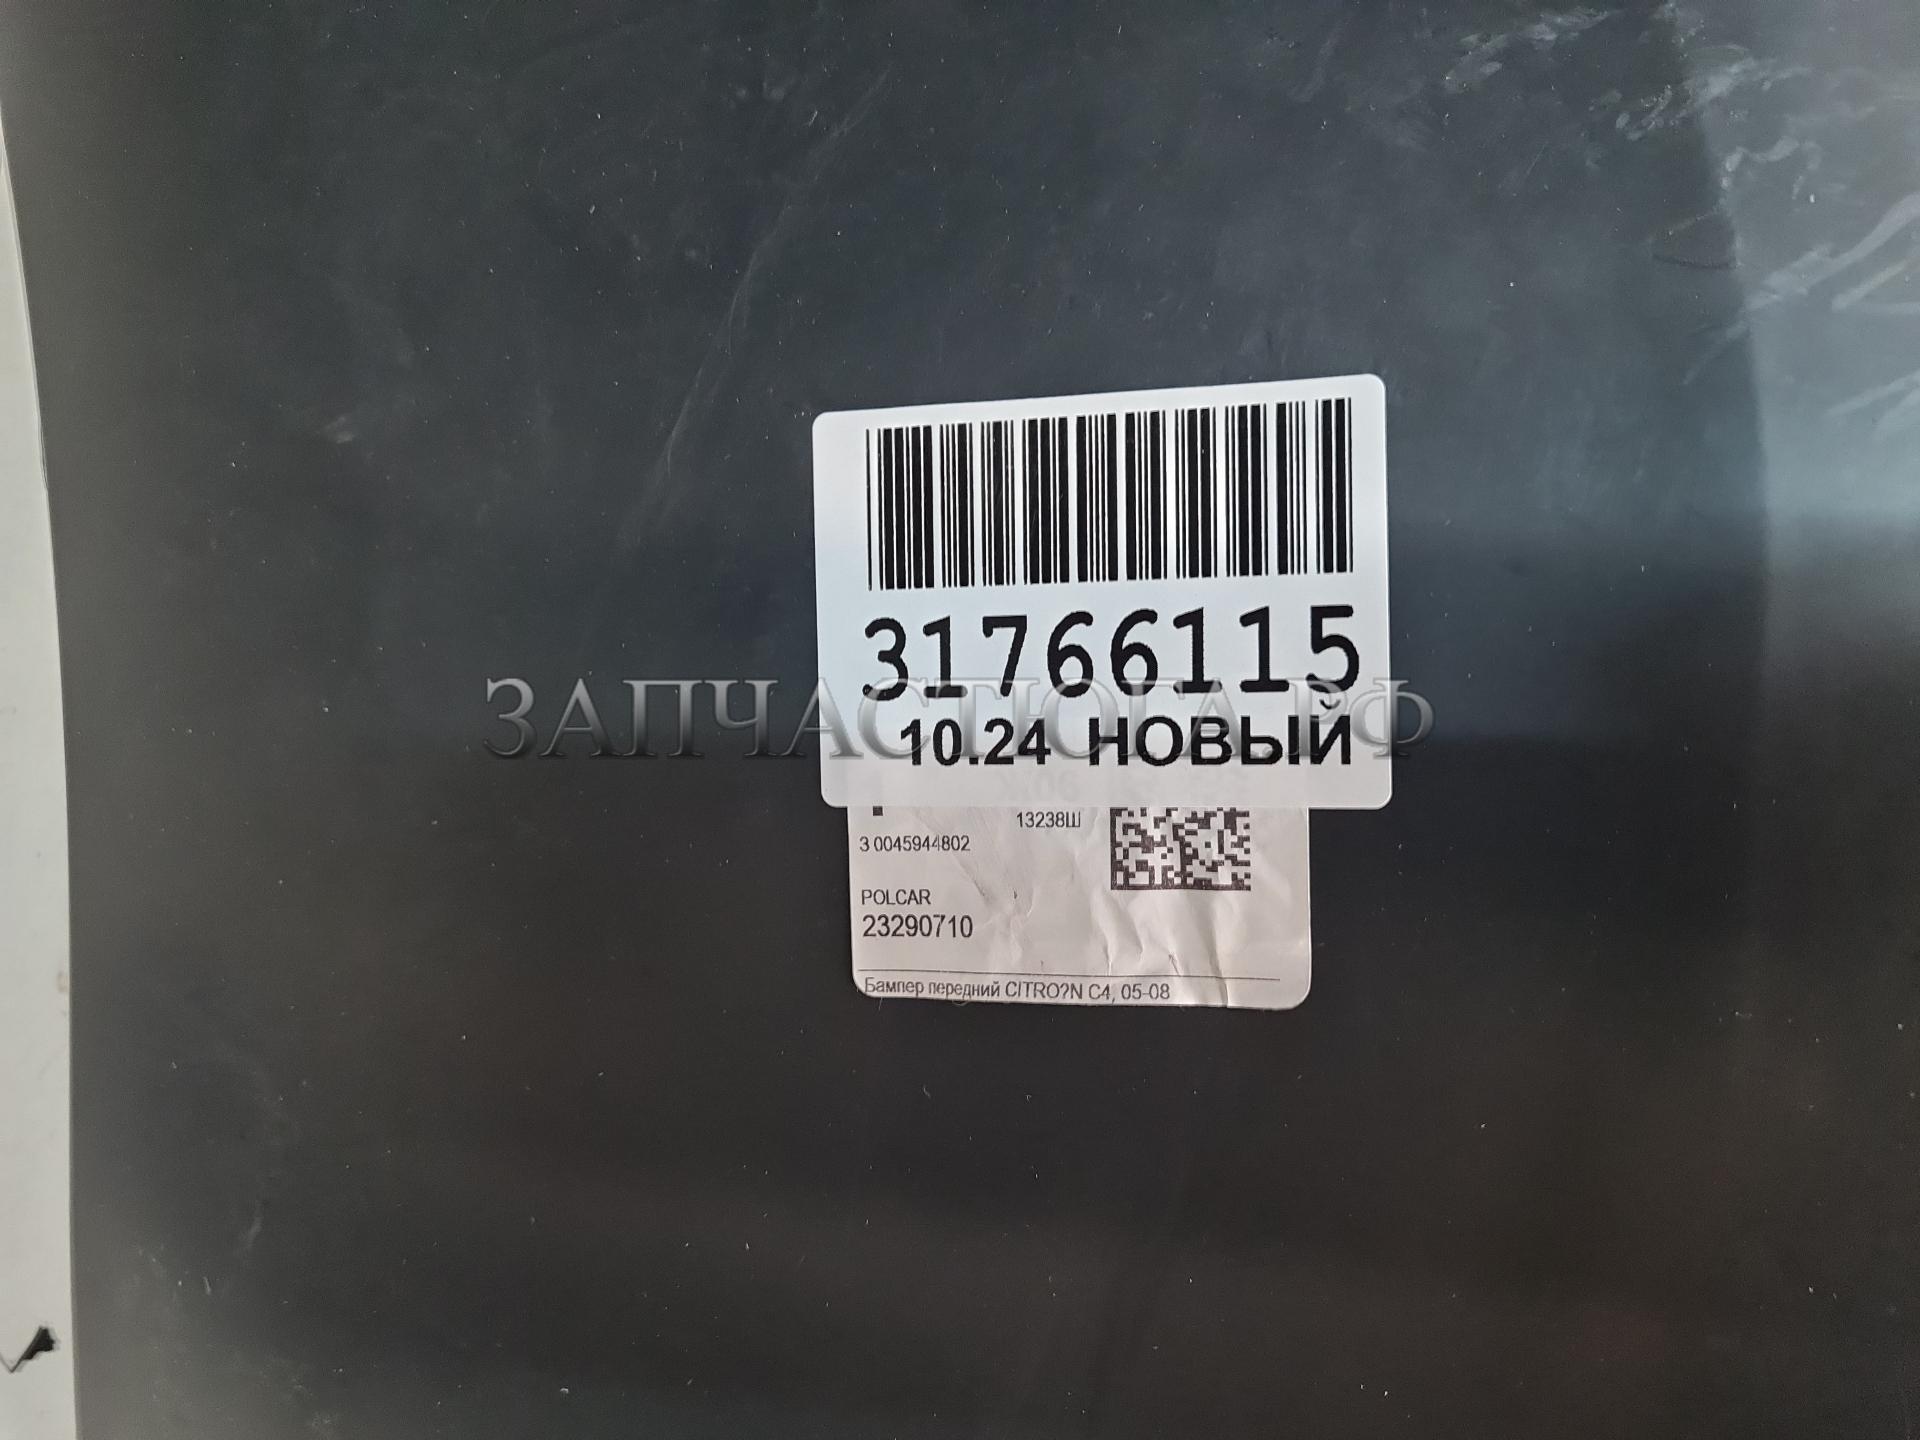 31766115
ЗАПЧАСТЮГА.РФ
10.24 НОВЫЙ
13238Ш
3 0045944802
POLCAR
23290710
Бампер передний CITRO?N C4, 05-08